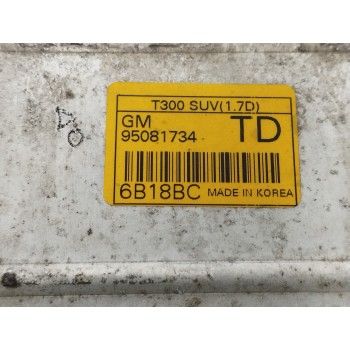 T300 SUV(1.7D)
GM TD
95081734
6B18BC MADE IN KOREA